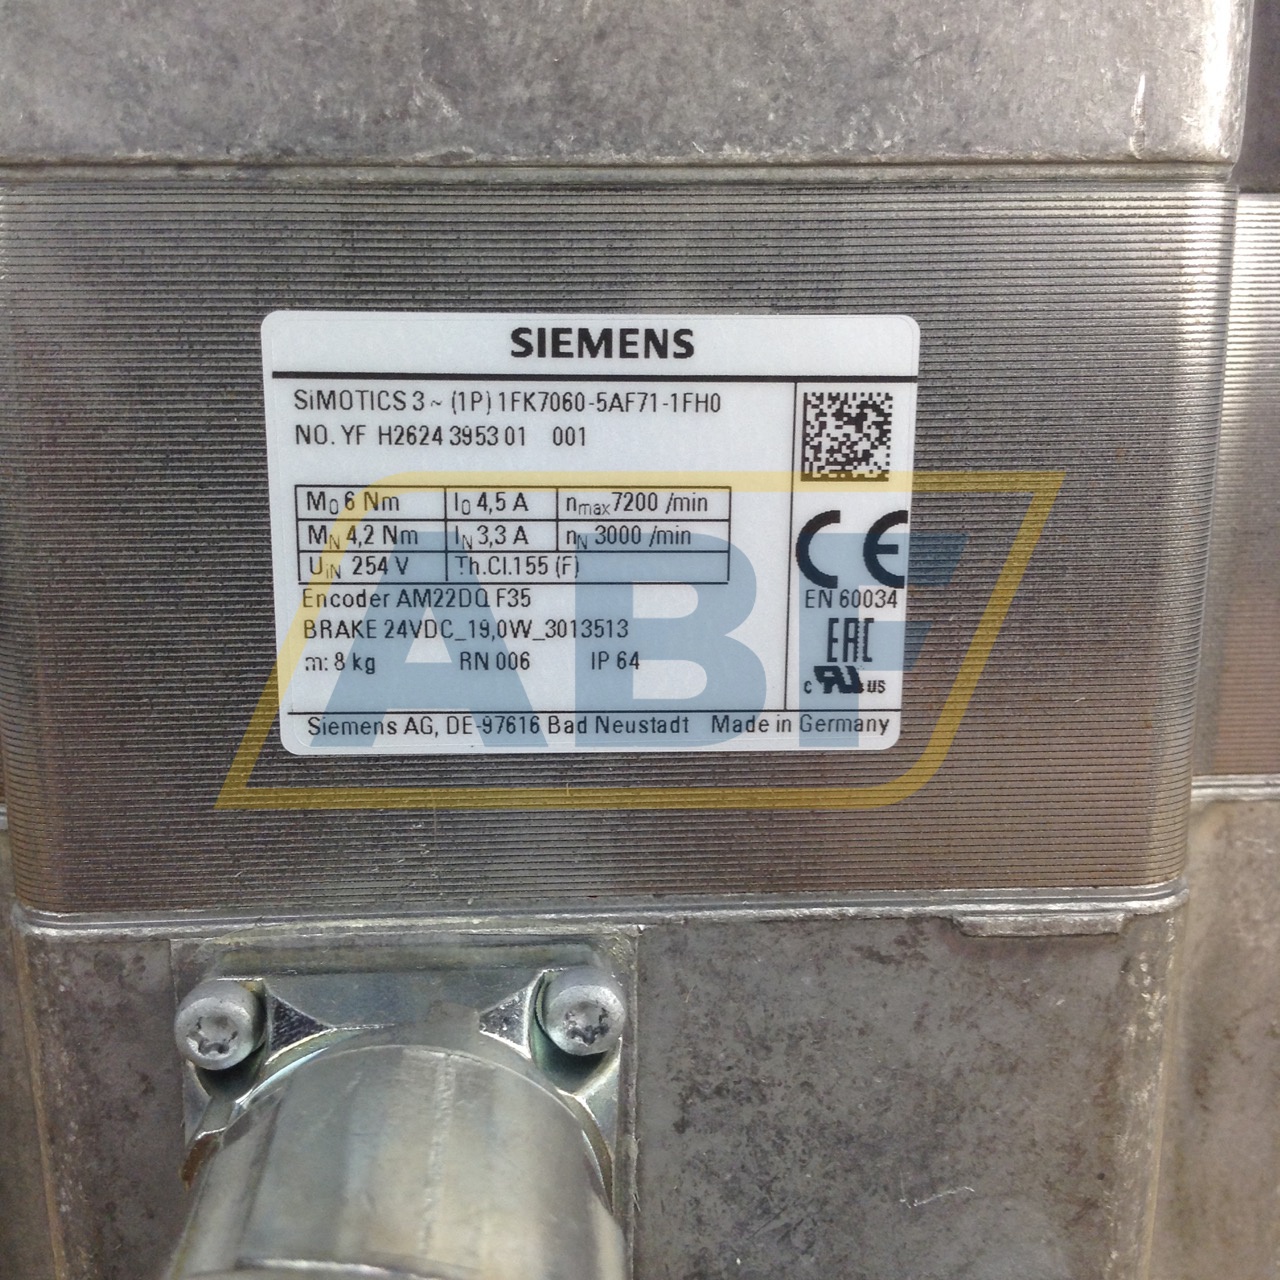 SIEMENS
SiMOTICS 3 ~ (1P) 1FK7060-5AF71-1FH0
NO. YF H2624 3953 01 001
M0 6 Nm I0 4,5 A nmax 7200 /min
MN 4,2 Nm IN 3,3 A nN 3000 /min
UiN 254 V Th.Cl.155 (F)
Encoder AM22DQ F35
BRAKE 24VDC_19,0W_3013513
m: 8 kg RN 006 IP 64
CE
EN 60034
EAC
c RU US
Siemens AG, DE-97616 Bad Neustadt Made in Germany
ABF